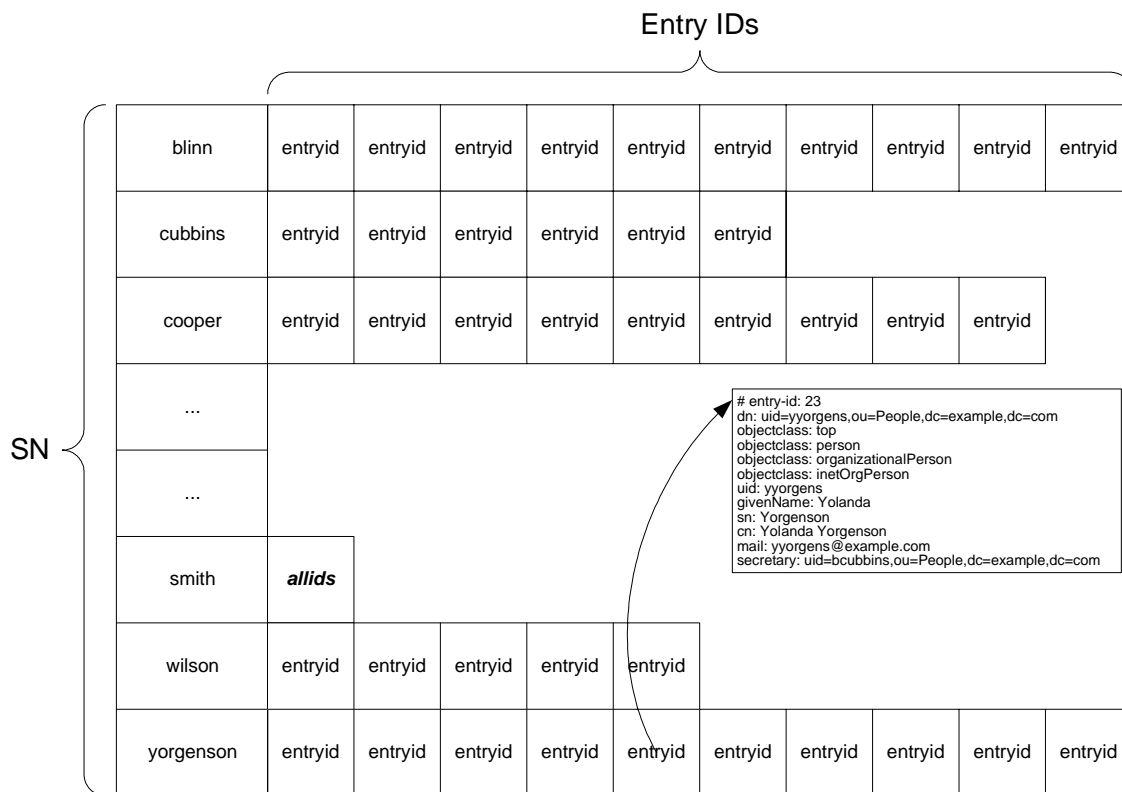 Entry IDs
blinn entryid entryid entryid entryid entryid entryid entryid entryid entryid entryid
cubbins entryid entryid entryid entryid entryid entryid
cooper entryid entryid entryid entryid entryid entryid entryid entryid entryid
...
# entry-id: 23
dn: uid=yyorgens,ou=People,dc=example,dc=com
objectclass: top
objectclass: person
objectclass: organizationalPerson
objectclass: inetOrgPerson
uid: yyorgens
givenName: Yolanda
sn: Yorgenson
cn: Yolanda Yorgenson
mail: yyorgens@example.com
secretary: uid=bcubbins,ou=People,dc=example,dc=com
SN
...
smith allids
wilson entryid entryid entryid entryid entryid
yorgenson entryid entryid entryid entryid entryid entryid entryid entryid entryid entryid